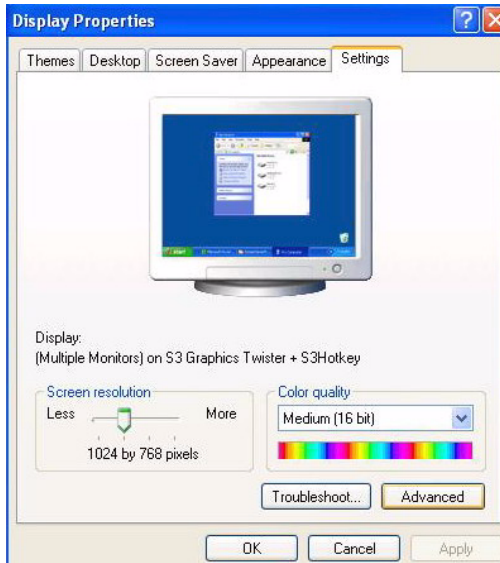 Display Properties
Themes Desktop Screen Saver Appearance Settings
Display:
(Multiple Monitors) on S3 Graphics Twister + S3Hotkey
Screen resolution
Less More
1024 by 768 pixels
Color quality
Medium (16 bit)
Troubleshoot... Advanced
OK Cancel Apply